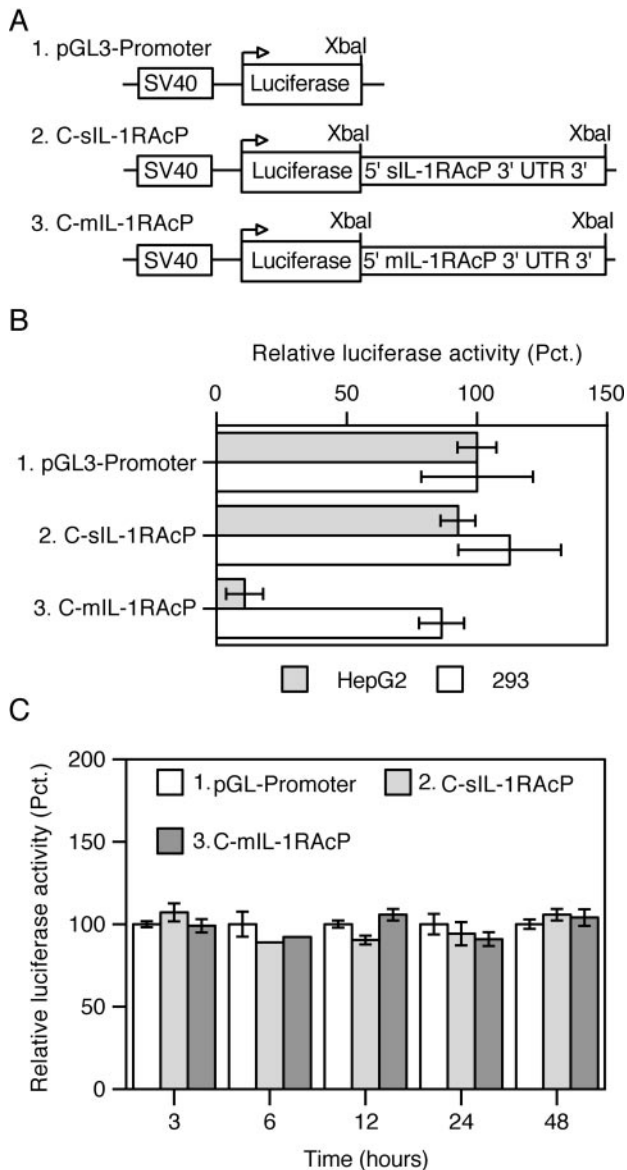 A
1. pGL3-Promoter
XbaI
SV40
Luciferase
2. C-sIL-1RAcP
XbaI
XbaI
SV40
Luciferase
5' sIL-1RAcP 3' UTR 3'
3. C-mIL-1RAcP
XbaI
XbaI
SV40
Luciferase
5' mIL-1RAcP 3' UTR 3'
B
Relative luciferase activity (Pct.)
0 50 100 150
1. pGL3-Promoter
2. C-sIL-1RAcP
3. C-mIL-1RAcP
HepG2 293
C
Relative luciferase activity (Pct.)
200
150
100
50
0
1. pGL-Promoter
2. C-sIL-1RAcP
3. C-mIL-1RAcP
3 6 12 24 48
Time (hours)